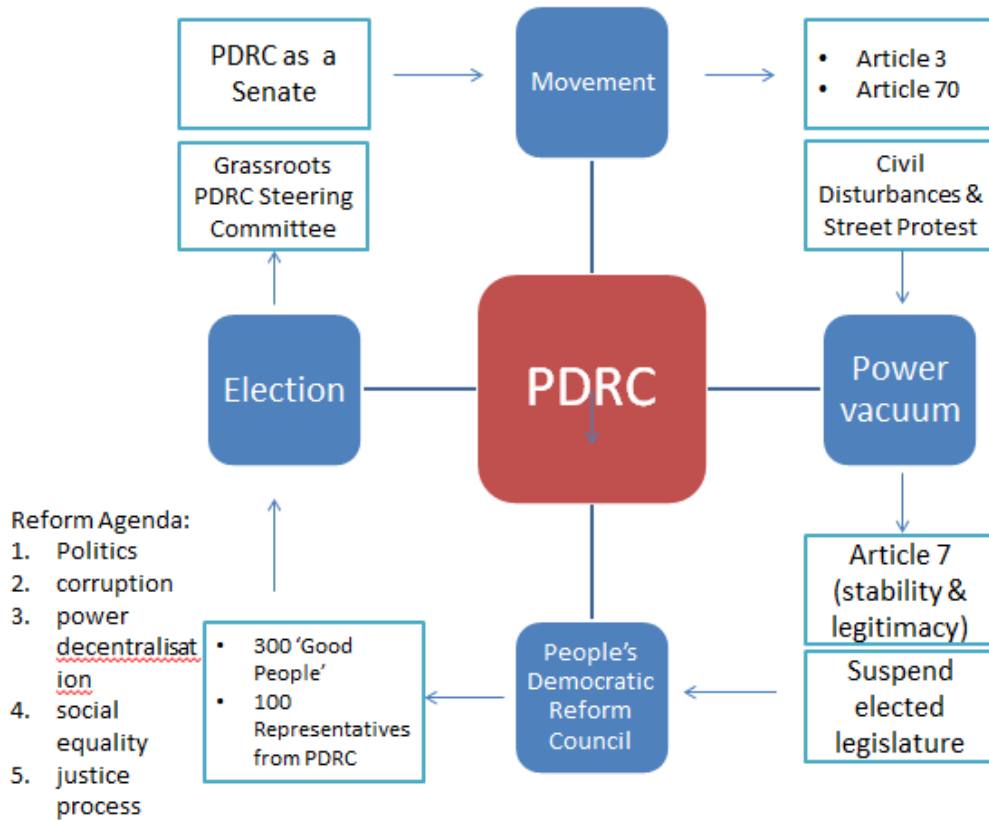 PDRC as a
Senate
Movement
• Article 3
• Article 70
Grassroots
PDRC Steering
Committee
Civil
Disturbances &
Street Protest
Election
PDRC
Power
vacuum
Reform Agenda:
1. Politics
2. corruption
3. power
decentralisat
ion
4. social
equality
5. justice
process
• 300 ‘Good
People’
• 100
Representatives
from PDRC
People’s
Democratic
Reform
Council
Article 7
(stability &
legitimacy)
Suspend
elected
legislature